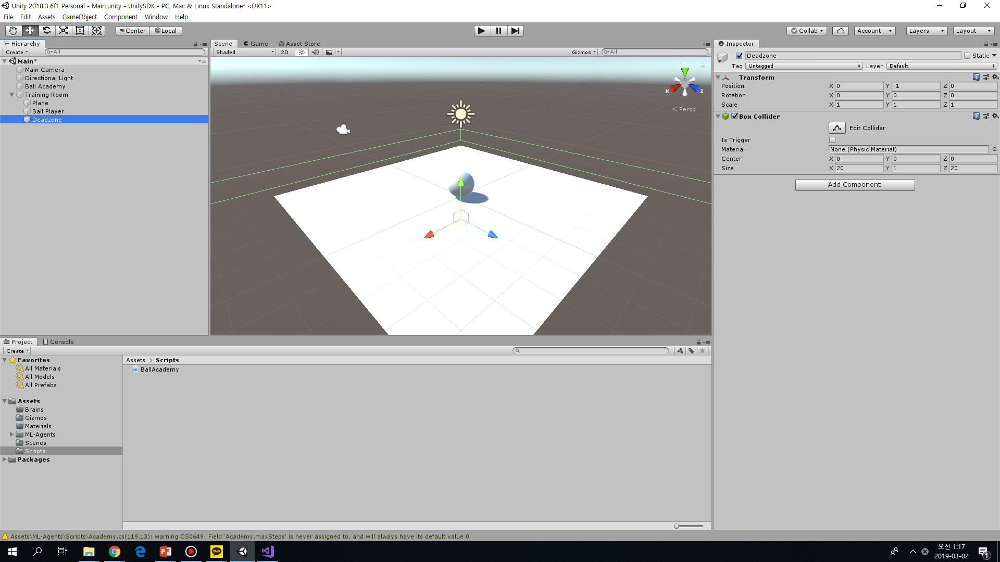 Unity 2018.3.6f1 Personal - Main.unity - UnitySDK - PC, Mac & Linux Standalone* <DX11>
File Edit Assets GameObject Component Window Help
Center Local Collab Account Layers Layout
Hierarchy
Create All
Main*
Main Camera
Directional Light
Ball Academy
Training Room
Plane
Ball Player
Deadzone
Scene Game Asset Store
Shaded 2D Gizmos All
y
x z
Persp
Inspector
Deadzone Static
Tag Untagged Layer Default
Transform
Position X 0 Y -1 Z 0
Rotation X 0 Y 0 Z 0
Scale X 1 Y 1 Z 1
Box Collider
Edit Collider
Is Trigger
Material None (Physic Material)
Center X 0 Y 0 Z 0
Size X 20 Y 1 Z 20
Add Component
Project Console
Create
Favorites
All Materials
All Models
All Prefabs
Assets
Brains
Gizmos
Materials
ML-Agents
Scenes
Scripts
Packages
Assets > Scripts
BallAcademy
Assets\ML-Agents\Scripts\Academy.cs(119,13): warning CS0649: Field 'Academy.maxSteps' is never assigned to, and will always have its default value 0
TALK
오전 1:17
2019-03-02
1